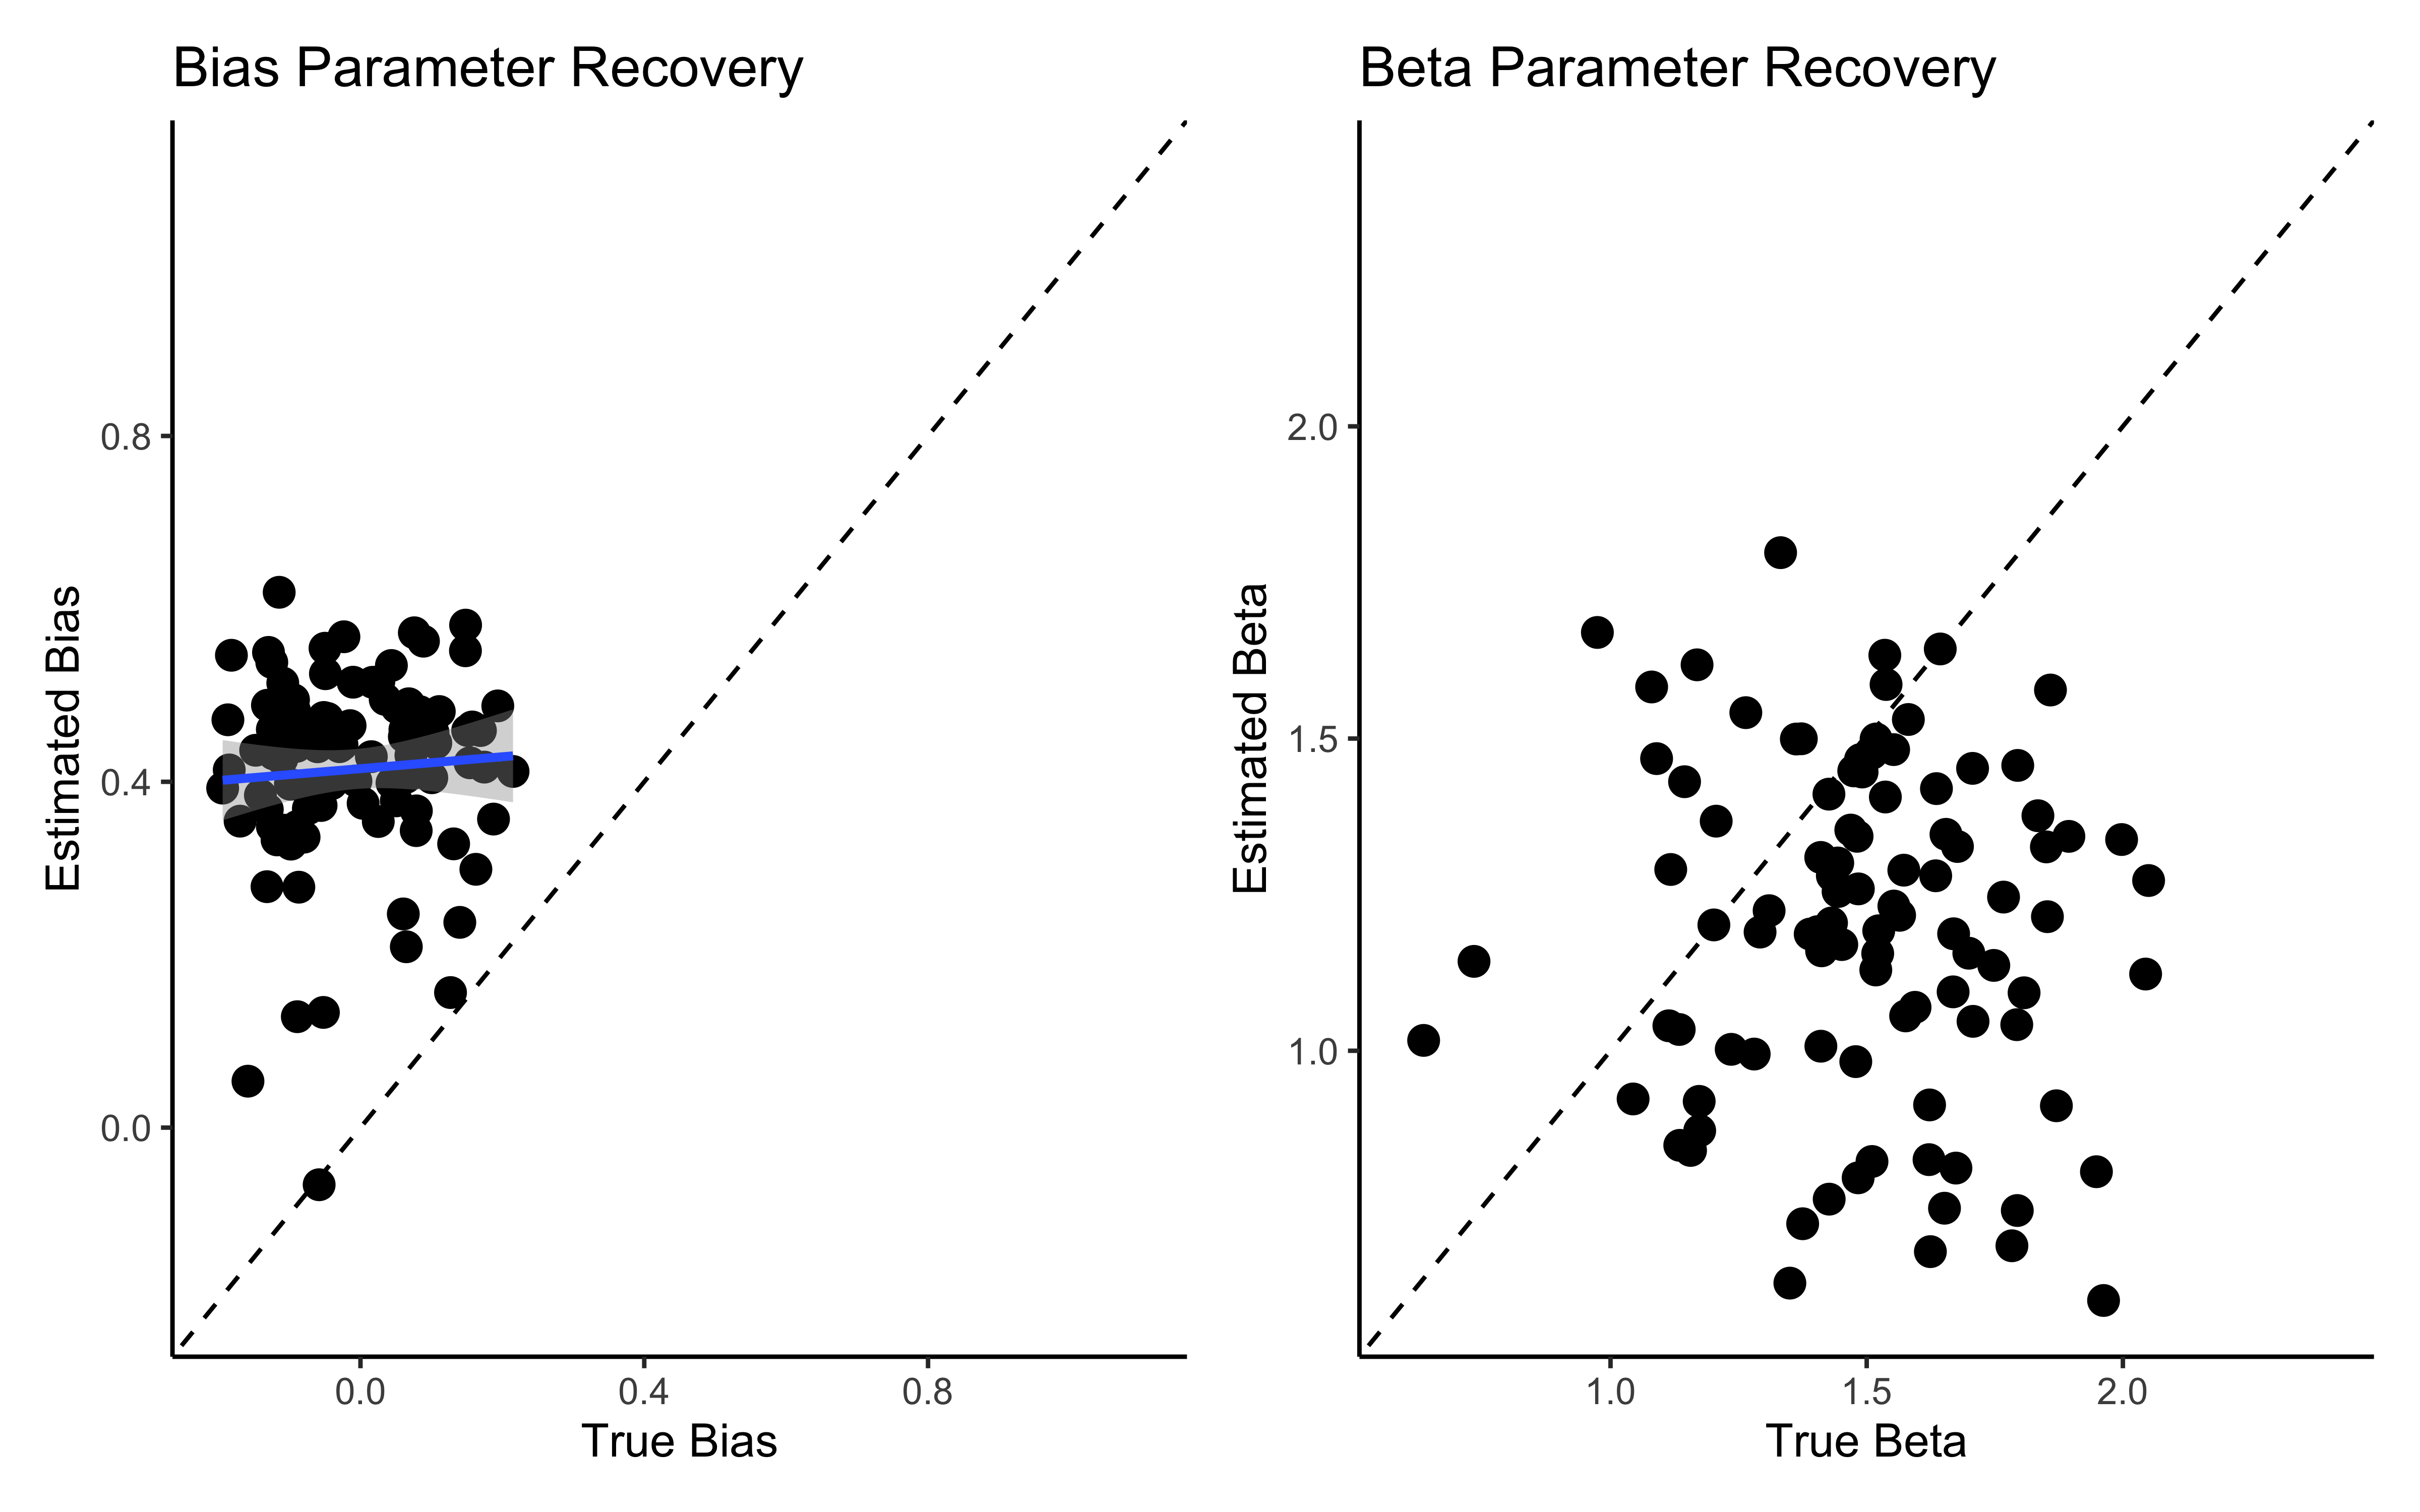 Bias Parameter Recovery
Estimated Bias
0.8
0.4
0.0
0.0 0.4 0.8
True Bias
Beta Parameter Recovery
Estimated Beta
2.0
1.5
1.0
1.0 1.5 2.0
True Beta